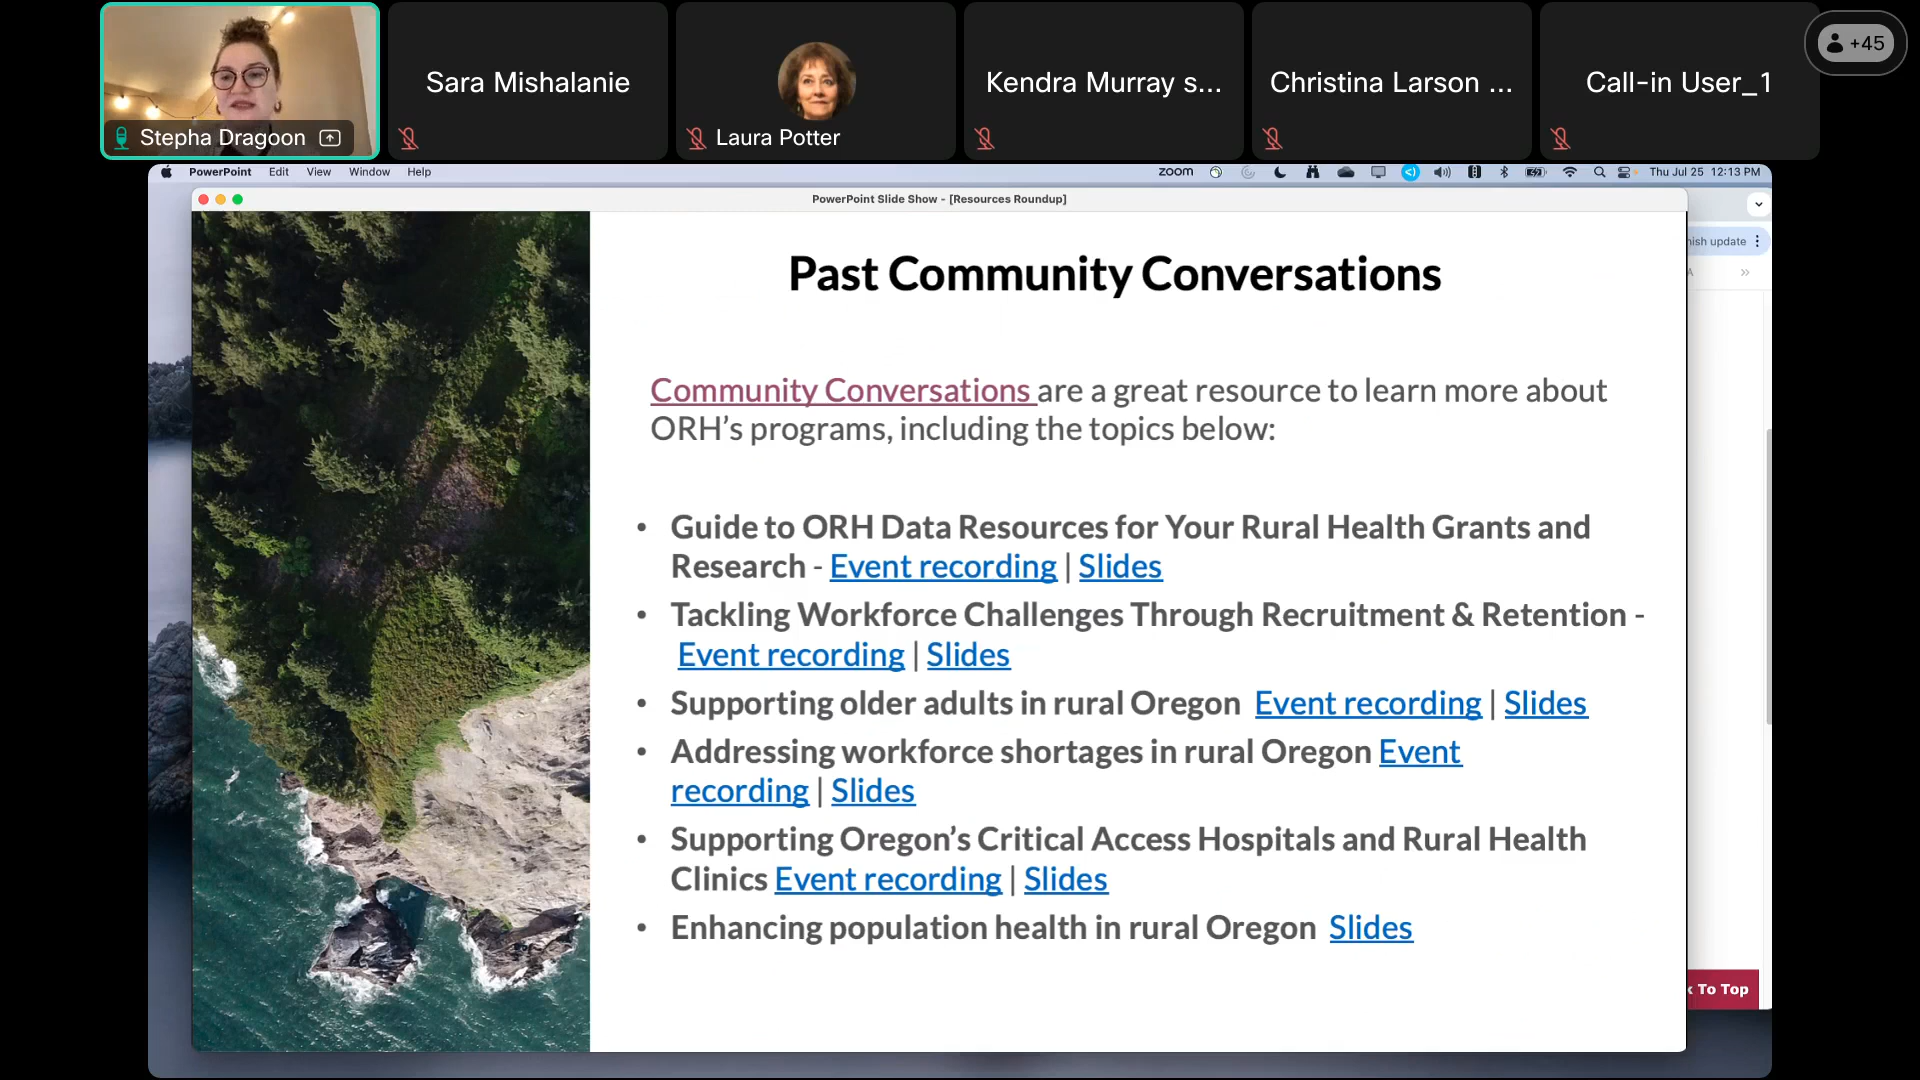 Sara Mishalanie
Kendra Murray s...
Christina Larson ...
Call-in User_1
+45
Stepha Dragoon
Laura Potter
PowerPoint Edit View Window Help
zoom
Thu Jul 25 12:13 PM
PowerPoint Slide Show - [Resources Roundup]
nish update
A
Past Community Conversations
Community Conversations are a great resource to learn more about
ORH’s programs, including the topics below:
• Guide to ORH Data Resources for Your Rural Health Grants and
Research - Event recording | Slides
• Tackling Workforce Challenges Through Recruitment & Retention -
Event recording | Slides
• Supporting older adults in rural Oregon Event recording | Slides
• Addressing workforce shortages in rural Oregon Event
recording | Slides
• Supporting Oregon’s Critical Access Hospitals and Rural Health
Clinics Event recording | Slides
• Enhancing population health in rural Oregon Slides
k To Top